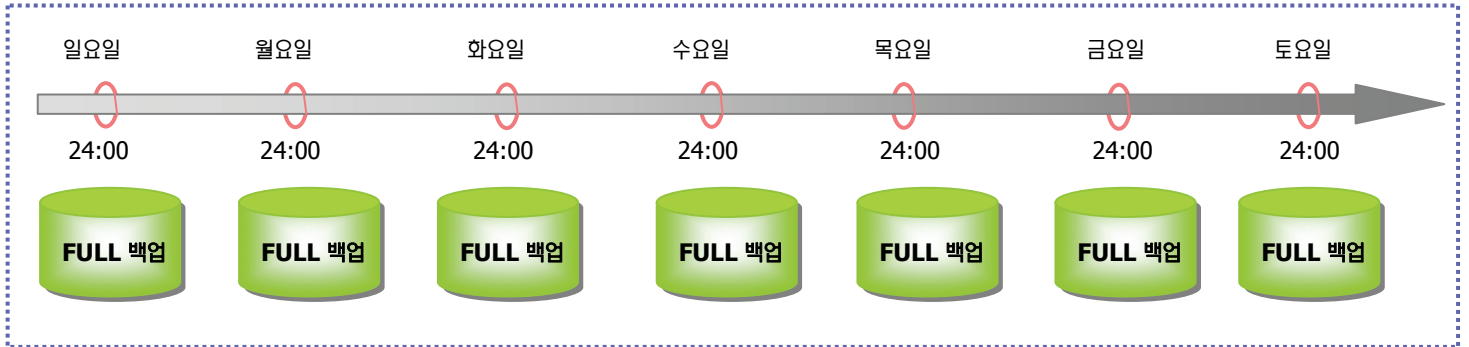 일요일 월요일 화요일 수요일 목요일 금요일 토요일
24:00 24:00 24:00 24:00 24:00 24:00 24:00
FULL 백업 FULL 백업 FULL 백업 FULL 백업 FULL 백업 FULL 백업 FULL 백업